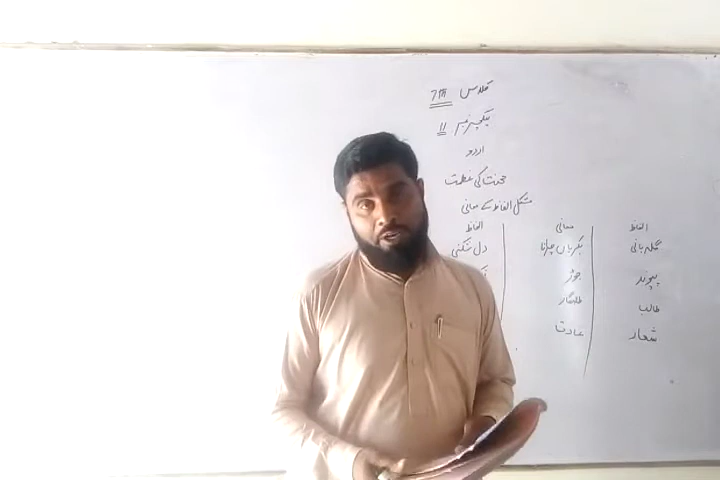 کلاس 7th
لیکچر نمبر 11
اردو
محنت کی عظمت
مشکل الفاظ کے معانی
الفاظ معانی الفاظ
گلہ بانی بکریاں چرانا دل شکنی
پیوند جوڑ
طالب طلبگار
شعار عادت